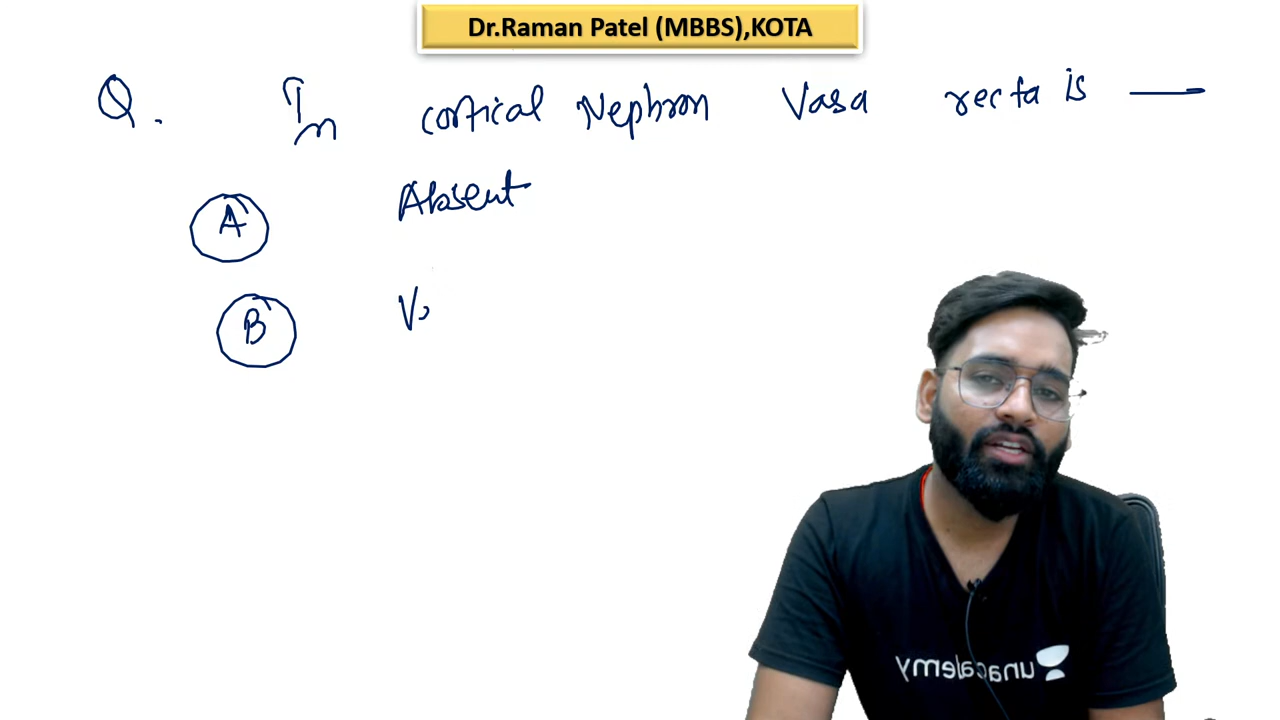 Dr.Raman Patel (MBBS),KOTA
Q. In cortical Nephron Vasa recta is —
A Absent
B
unacademy